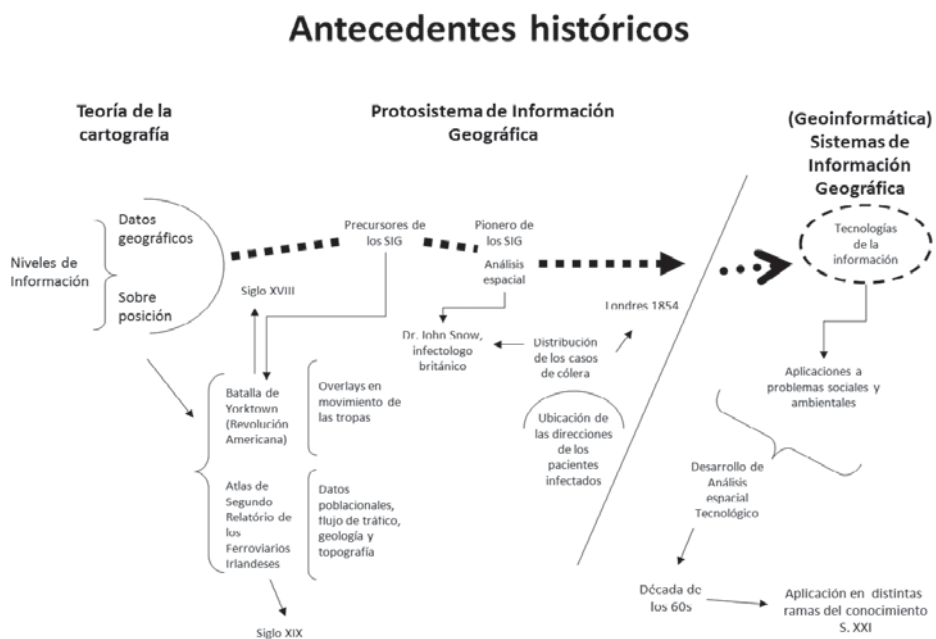 Antecedentes históricos
Teoría de la
cartografía
Protosistema de Información
Geográfica
(Geoinformática)
Sistemas de
Información
Geográfica
Niveles de
Información
Datos
geográficos
Sobre
posición
Siglo XVIII
Precursores de
los SIG
Pionero de
los SIG
Análisis
espacial
Tecnologías
de la
información
Londres 1854
Dr. John Snow,
infectologo
británico
Distribución
de los casos
de cólera
Ubicación de
las direcciones
de los
pacientes
infectados
Aplicaciones a
problemas sociales y
ambientales
Batalla de
Yorktown
(Revolución
Americana)
Overlays en
movimiento de
las tropas
Atlas de
Segundo
Relatório de
los
Ferroviarios
Irlandeses
Datos
poblacionales,
flujo de tráfico,
geología y
topografía
Siglo XIX
Desarrollo de
Análisis
espacial
Tecnológico
Década de
los 60s
Aplicación en distintas
ramas del conocimiento
S. XXI